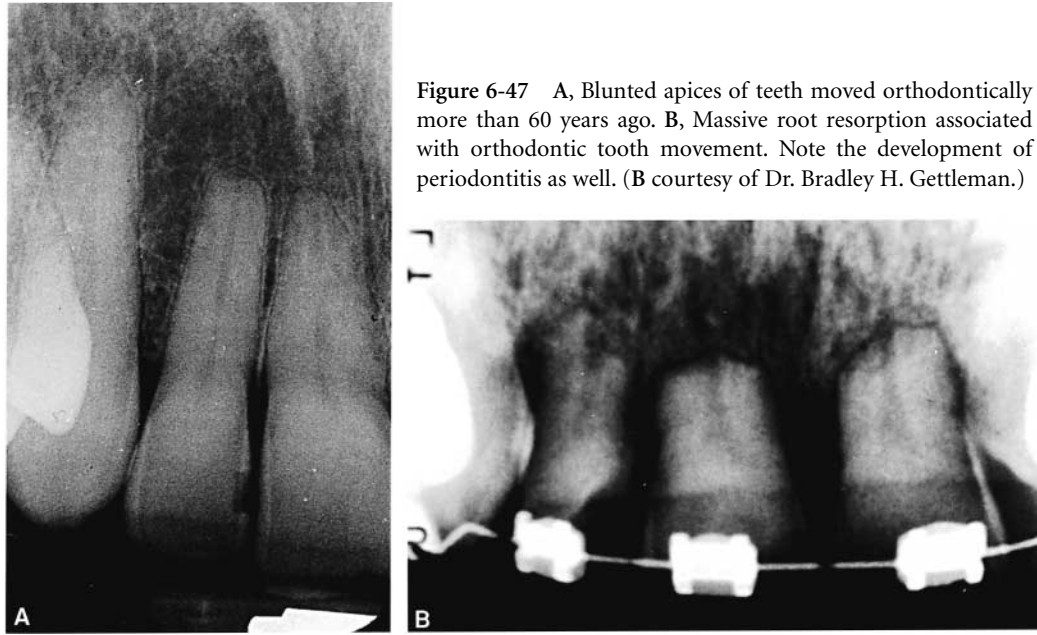 Figure 6-47 A, Blunted apices of teeth moved orthodontically
more than 60 years ago. B, Massive root resorption associated
with orthodontic tooth movement. Note the development of
periodontitis as well. (B courtesy of Dr. Bradley H. Gettleman.)
A
B